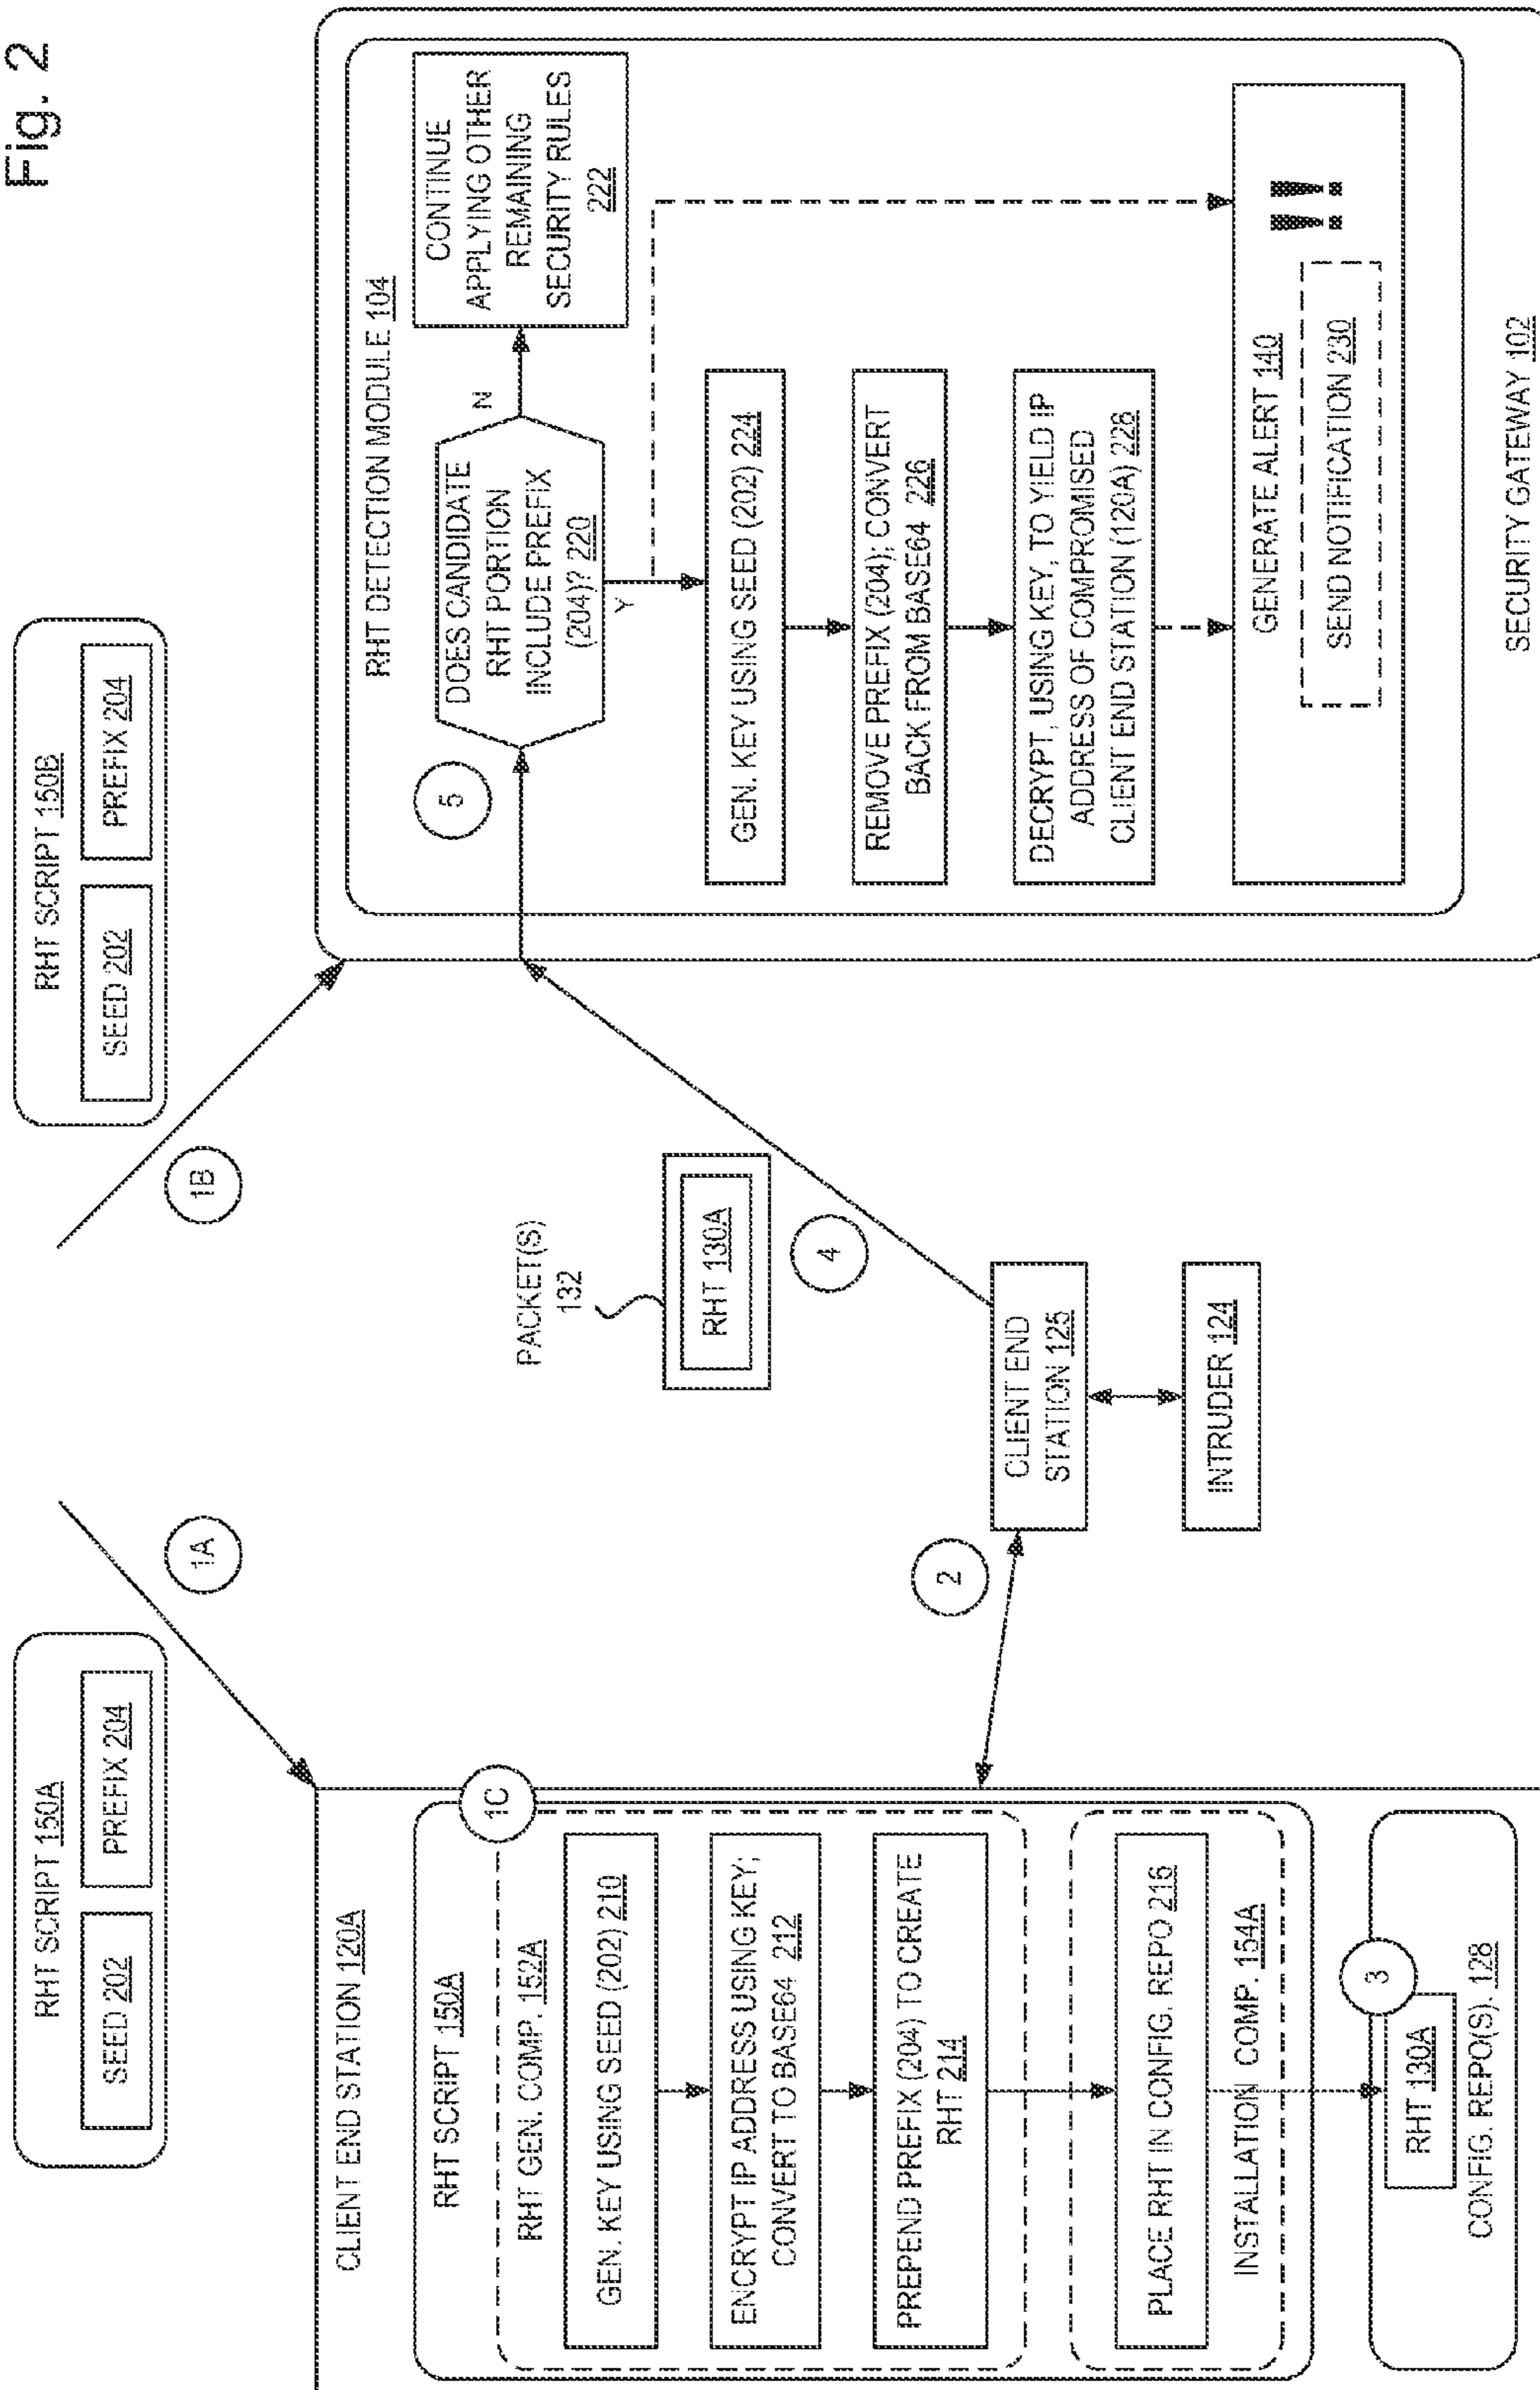 Fig. 2
RHT SCRIPT 150A
SEED 202
PREFIX 204
1A
CLIENT END STATION 120A
RHT SCRIPT 150A
1C
RHT GEN. COMP. 152A
GEN. KEY USING SEED (202) 210
ENCRYPT IP ADDRESS USING KEY;
CONVERT TO BASE64 212
PREPEND PREFIX (204) TO CREATE
RHT 214
PLACE RHT IN CONFIG. REPO 216
INSTALLATION COMP. 154A
3
RHT 130A
CONFIG. REPO(S). 128
2
CLIENT END
STATION 125
INTRUDER 124
PACKET(S)
132
RHT 130A
4
RHT SCRIPT 150B
SEED 202
PREFIX 204
1B
RHT DETECTION MODULE 104
5
DOES CANDIDATE
RHT PORTION
INCLUDE PREFIX
(204)? 220
N
Y
CONTINUE
APPLYING OTHER
REMAINING
SECURITY RULES
222
GEN. KEY USING SEED (202) 224
REMOVE PREFIX (204); CONVERT
BACK FROM BASE64 226
DECRYPT, USING KEY, TO YIELD IP
ADDRESS OF COMPROMISED
CLIENT END STATION (120A) 228
GENERATE ALERT 140
!!
SEND NOTIFICATION 230
SECURITY GATEWAY 102